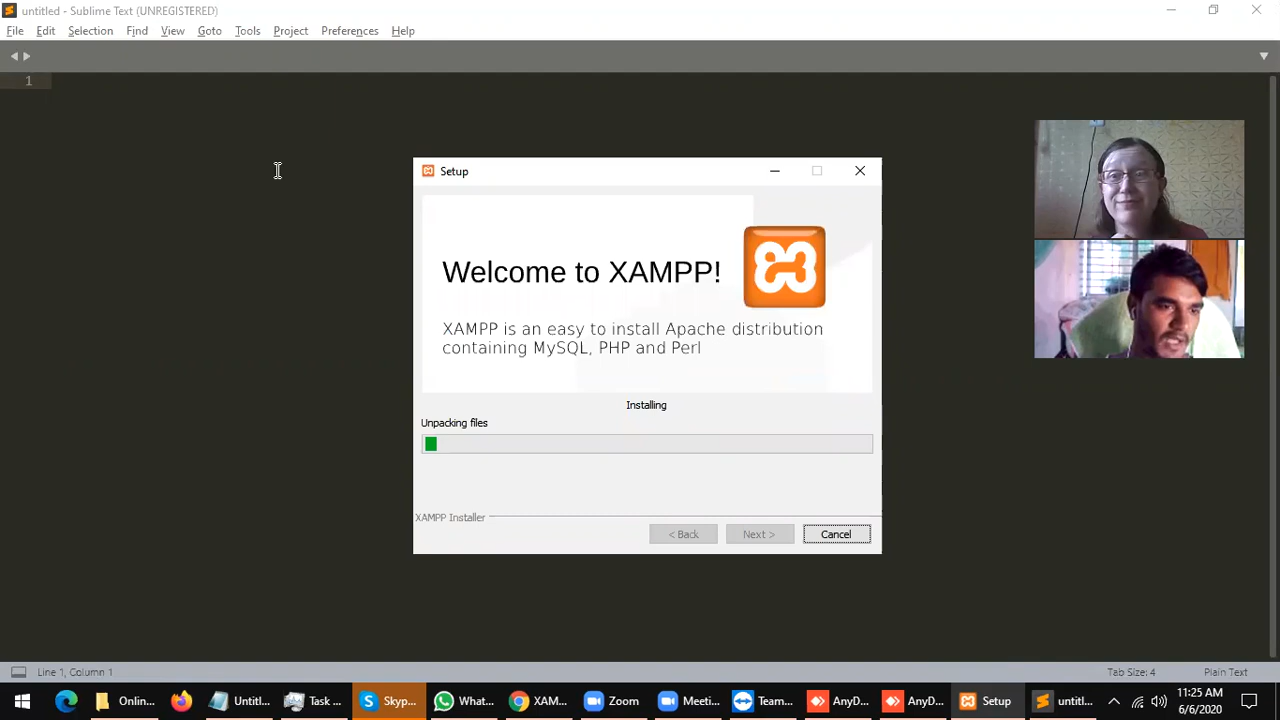 untitled - Sublime Text (UNREGISTERED)
File Edit Selection Find View Goto Tools Project Preferences Help
1
Setup
Welcome to XAMPP!
XAMPP is an easy to install Apache distribution
containing MySQL, PHP and Perl
Installing
Unpacking files
XAMPP Installer
< Back Next > Cancel
Line 1, Column 1 Tab Size: 4 Plain Text
Onlin... Untitl... Task ... Skyp... What... XAM... Zoom Meeti... Team... AnyD... AnyD... Setup untit...
11:25 AM
6/6/2020